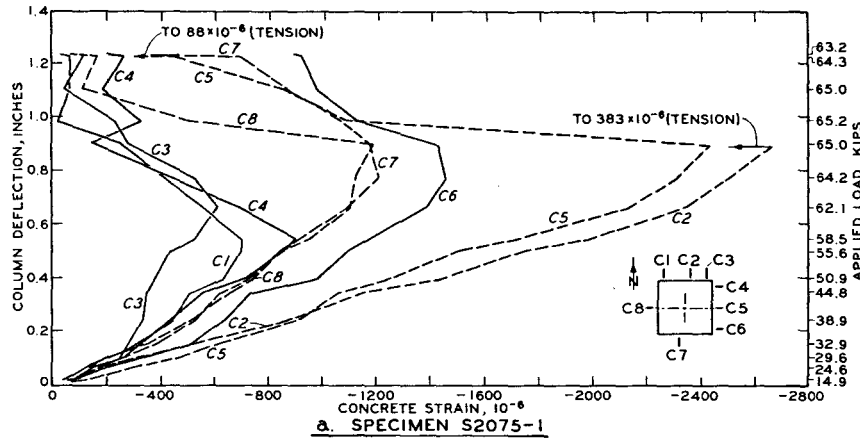 TO 88×10⁻⁶ (TENSION)
TO 383×10⁻⁶ (TENSION)
COLUMN DEFLECTION, INCHES
1.4
1.2
1.0
0.8
0.6
0.4
0.2
0
APPLIED LOAD, KIPS
63.2
64.3
65.0
65.2
65.0
64.2
62.1
58.5
55.6
50.9
44.8
38.9
32.9
29.6
24.6
14.9
C4
C7
C5
C8
C3
C7
C6
C4
C1
C8
C3
C2
C5
C5
C2
C1 C2 C3
N
C4
C8 C5
C6
C7
-400 -800 -1200 -1600 -2000 -2400 -2800
CONCRETE STRAIN, 10⁻⁶
a. SPECIMEN S2075-1